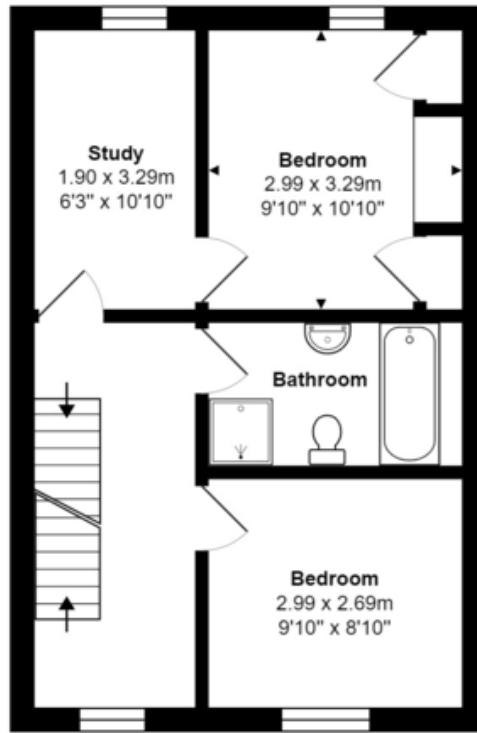 Study
1.90 x 3.29m
6'3" x 10'10"
Bedroom
2.99 x 3.29m
9'10" x 10'10"
Bathroom
Bedroom
2.99 x 2.69m
9'10" x 8'10"